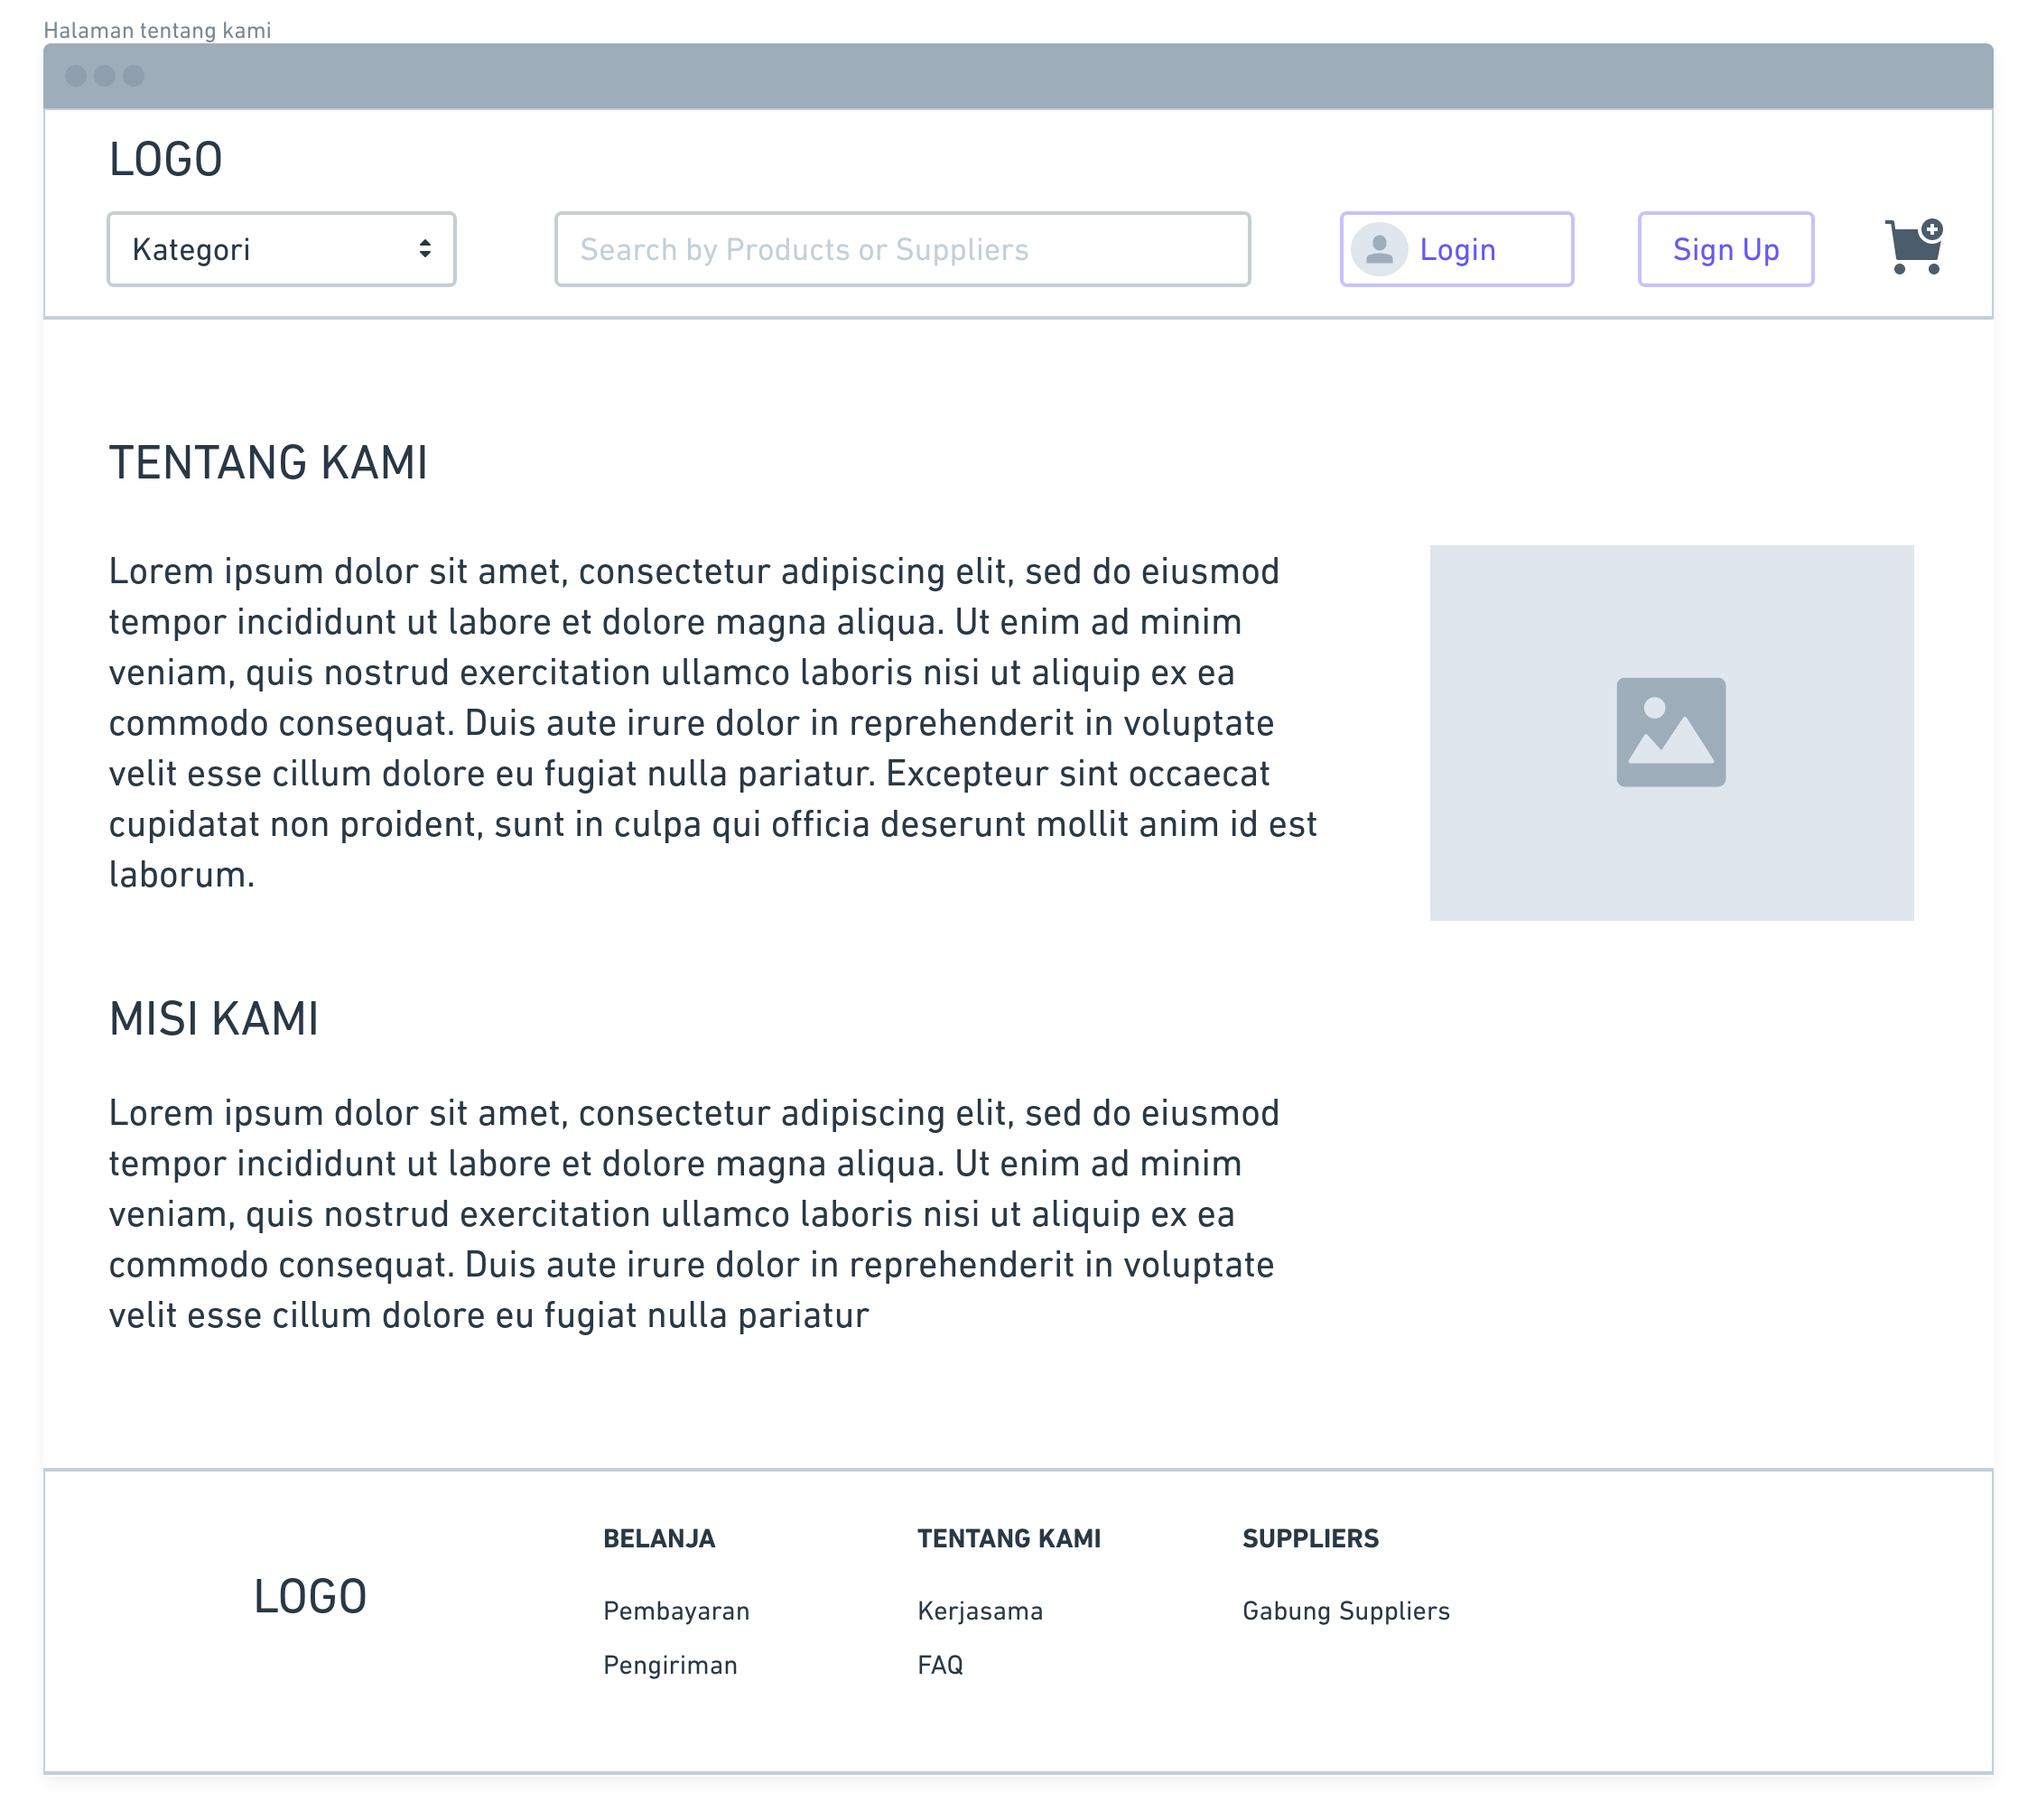 Halaman tentang kami
LOGO
Kategori
Search by Products or Suppliers
Login
Sign Up
TENTANG KAMI
Lorem ipsum dolor sit amet, consectetur adipiscing elit, sed do eiusmod
tempor incididunt ut labore et dolore magna aliqua. Ut enim ad minim
veniam, quis nostrud exercitation ullamco laboris nisi ut aliquip ex ea
commodo consequat. Duis aute irure dolor in reprehenderit in voluptate
velit esse cillum dolore eu fugiat nulla pariatur. Excepteur sint occaecat
cupidatat non proident, sunt in culpa qui officia deserunt mollit anim id est
laborum.
MISI KAMI
Lorem ipsum dolor sit amet, consectetur adipiscing elit, sed do eiusmod
tempor incididunt ut labore et dolore magna aliqua. Ut enim ad minim
veniam, quis nostrud exercitation ullamco laboris nisi ut aliquip ex ea
commodo consequat. Duis aute irure dolor in reprehenderit in voluptate
velit esse cillum dolore eu fugiat nulla pariatur
LOGO
BELANJA
Pembayaran
Pengiriman
TENTANG KAMI
Kerjasama
FAQ
SUPPLIERS
Gabung Suppliers